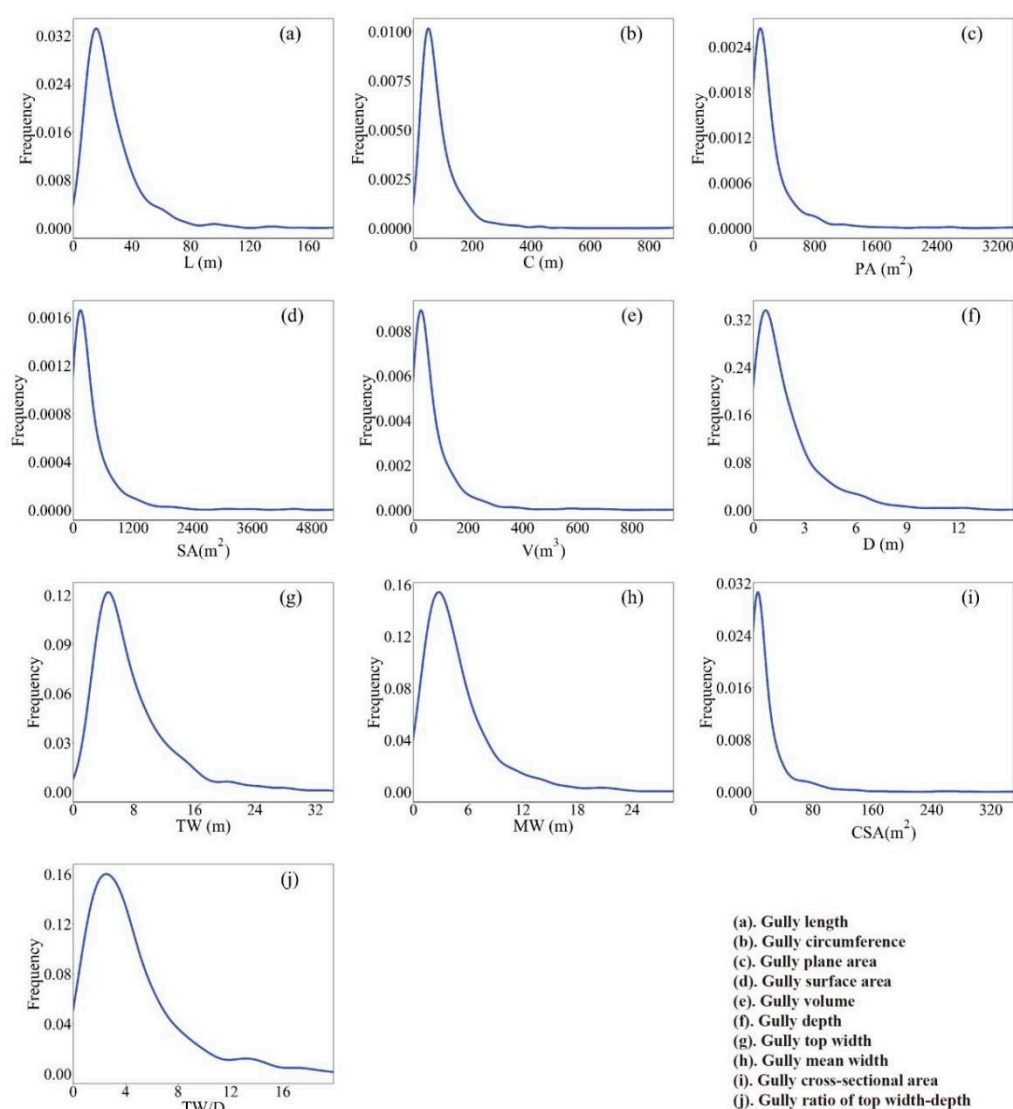 (a)
Frequency
0.032
0.024
0.016
0.008
0.000
0 40 80 120 160
L (m)
(b)
Frequency
0.0100
0.0075
0.0050
0.0025
0.0000
0 200 400 600 800
C (m)
(c)
Frequency
0.0024
0.0018
0.0012
0.0006
0.0000
0 800 1600 2400 3200
PA (m²)
(d)
Frequency
0.0016
0.0012
0.0008
0.0004
0.0000
0 1200 2400 3600 4800
SA(m²)
(e)
Frequency
0.008
0.006
0.004
0.002
0.000
0 200 400 600 800
V(m³)
(f)
Frequency
0.32
0.24
0.16
0.08
0.00
0 3 6 9 12
D (m)
(g)
Frequency
0.12
0.09
0.06
0.03
0.00
0 8 16 24 32
TW (m)
(h)
Frequency
0.16
0.12
0.08
0.04
0.00
0 6 12 18 24
MW (m)
(i)
Frequency
0.032
0.024
0.016
0.008
0.000
0 80 160 240 320
CSA(m²)
(j)
Frequency
0.16
0.12
0.08
0.04
0.00
0 4 8 12 16
TW/D
(a). Gully length
(b). Gully circumference
(c). Gully plane area
(d). Gully surface area
(e). Gully volume
(f). Gully depth
(g). Gully top width
(h). Gully mean width
(i). Gully cross-sectional area
(j). Gully ratio of top width-depth